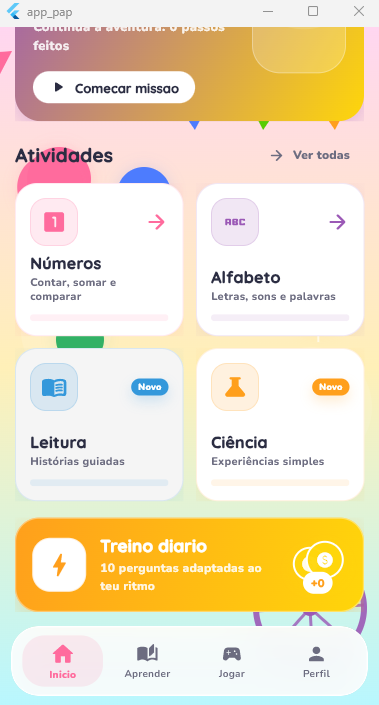 app_pap
Continua a aventura: 0 passos
feitos
Comecar missao
Atividades
Ver todas
1
ABC
Números
Contar, somar e
comparar
Alfabeto
Letras, sons e palavras
Novo
Novo
Leitura
Histórias guiadas
Ciência
Experiências simples
Treino diario
10 perguntas adaptadas ao
teu ritmo
$
+0
Inicio
Aprender
Jogar
Perfil